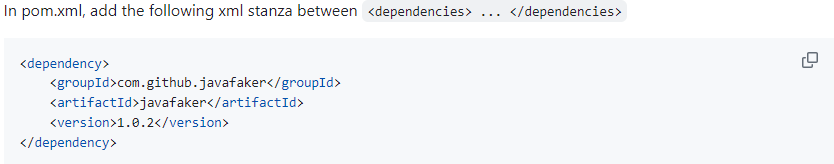 In pom.xml, add the following xml stanza between <dependencies> ... </dependencies>
<dependency>
    <groupId>com.github.javafaker</groupId>
    <artifactId>javafaker</artifactId>
    <version>1.0.2</version>
</dependency>